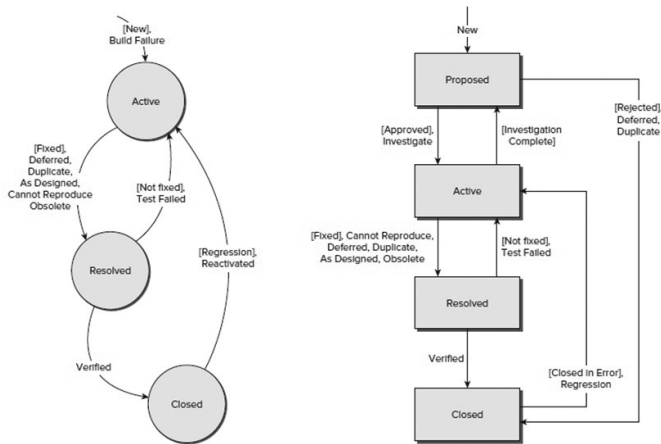 [New],
Build Failure
Active
[Fixed],
Deferred,
Duplicate,
As Designed,
Cannot Reproduce
Obsolete
[Not fixed],
Test Failed
Resolved
[Regression],
Reactivated
Verified
Closed
New
Proposed
[Rejected],
Deferred,
Duplicate
[Approved],
Investigate
[Investigation
Complete]
Active
[Fixed], Cannot Reproduce,
Deferred, Duplicate,
As Designed, Obsolete
[Not fixed],
Test Failed
Resolved
Verified
[Closed in Error],
Regression
Closed